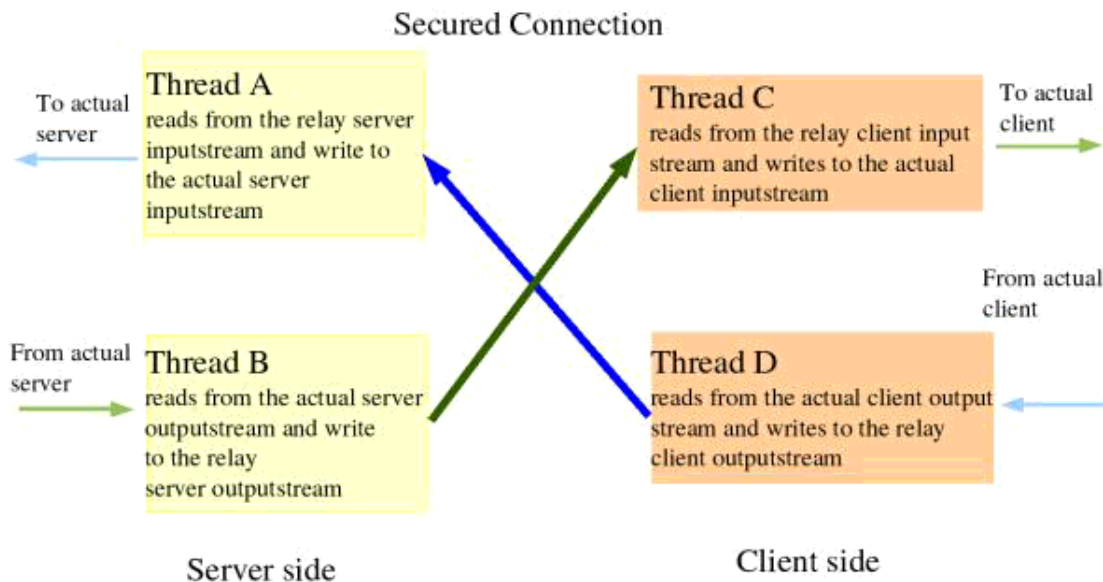 Secured Connection
To actual
server
Thread A
reads from the relay server
inputstream and write to
the actual server
inputstream
Thread C
reads from the relay client input
stream and writes to the actual
client inputstream
To actual
client
From actual
server
Thread B
reads from the actual server
outputstream and write
to the relay
server outputstream
Thread D
reads from the actual client output
stream and writes to the relay
client outputstream
From actual
client
Server side
Client side